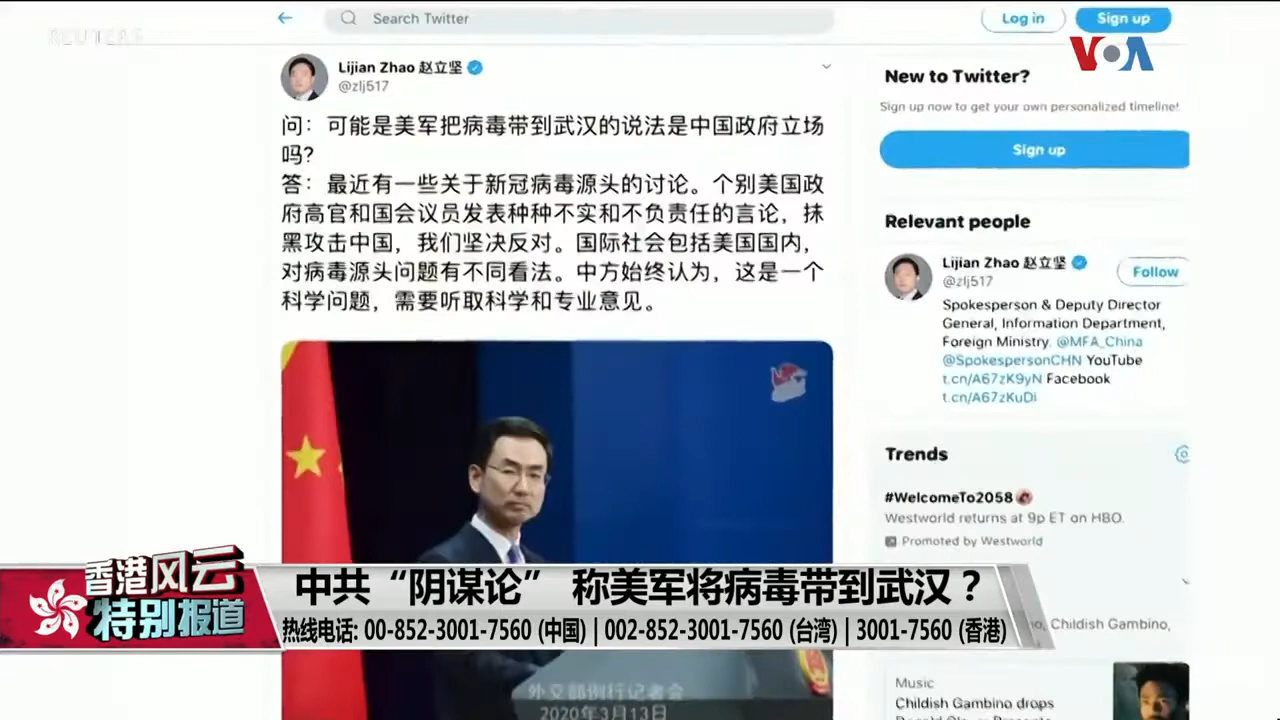 REUTERS
Search Twitter
Log in
Sign up
VOA
Lijian Zhao 赵立坚
@zlj517
问：可能是美军把病毒带到武汉的说法是中国政府立场
吗?
答：最近有一些关于新冠病毒源头的讨论。个别美国政
府高官和国会议员发表种种不实和不负责任的言论，抹
黑攻击中国，我们坚决反对。国际社会包括美国国内，
对病毒源头问题有不同看法。中方始终认为，这是一个
科学问题，需要听取科学和专业意见。
New to Twitter?
Sign up now to get your own personalized timeline!
Sign up
Relevant people
Lijian Zhao 赵立坚
@zlj517
Follow
Spokesperson & Deputy Director
General, Information Department,
Foreign Ministry. @MFA_China
@SpokespersonCHN YouTube
t.cn/A67zK9yN Facebook
t.cn/A67zKuDi
Trends
#WelcomeTo2058
Westworld returns at 9p ET on HBO.
Promoted by Westworld
Childish Gambino,
Music
Childish Gambino drops
外交部例行记者会
2020年3月13日
香港风云
特别报道
中共“阴谋论” 称美军将病毒带到武汉？
热线电话: 00-852-3001-7560 (中国) | 002-852-3001-7560 (台湾) | 3001-7560 (香港)